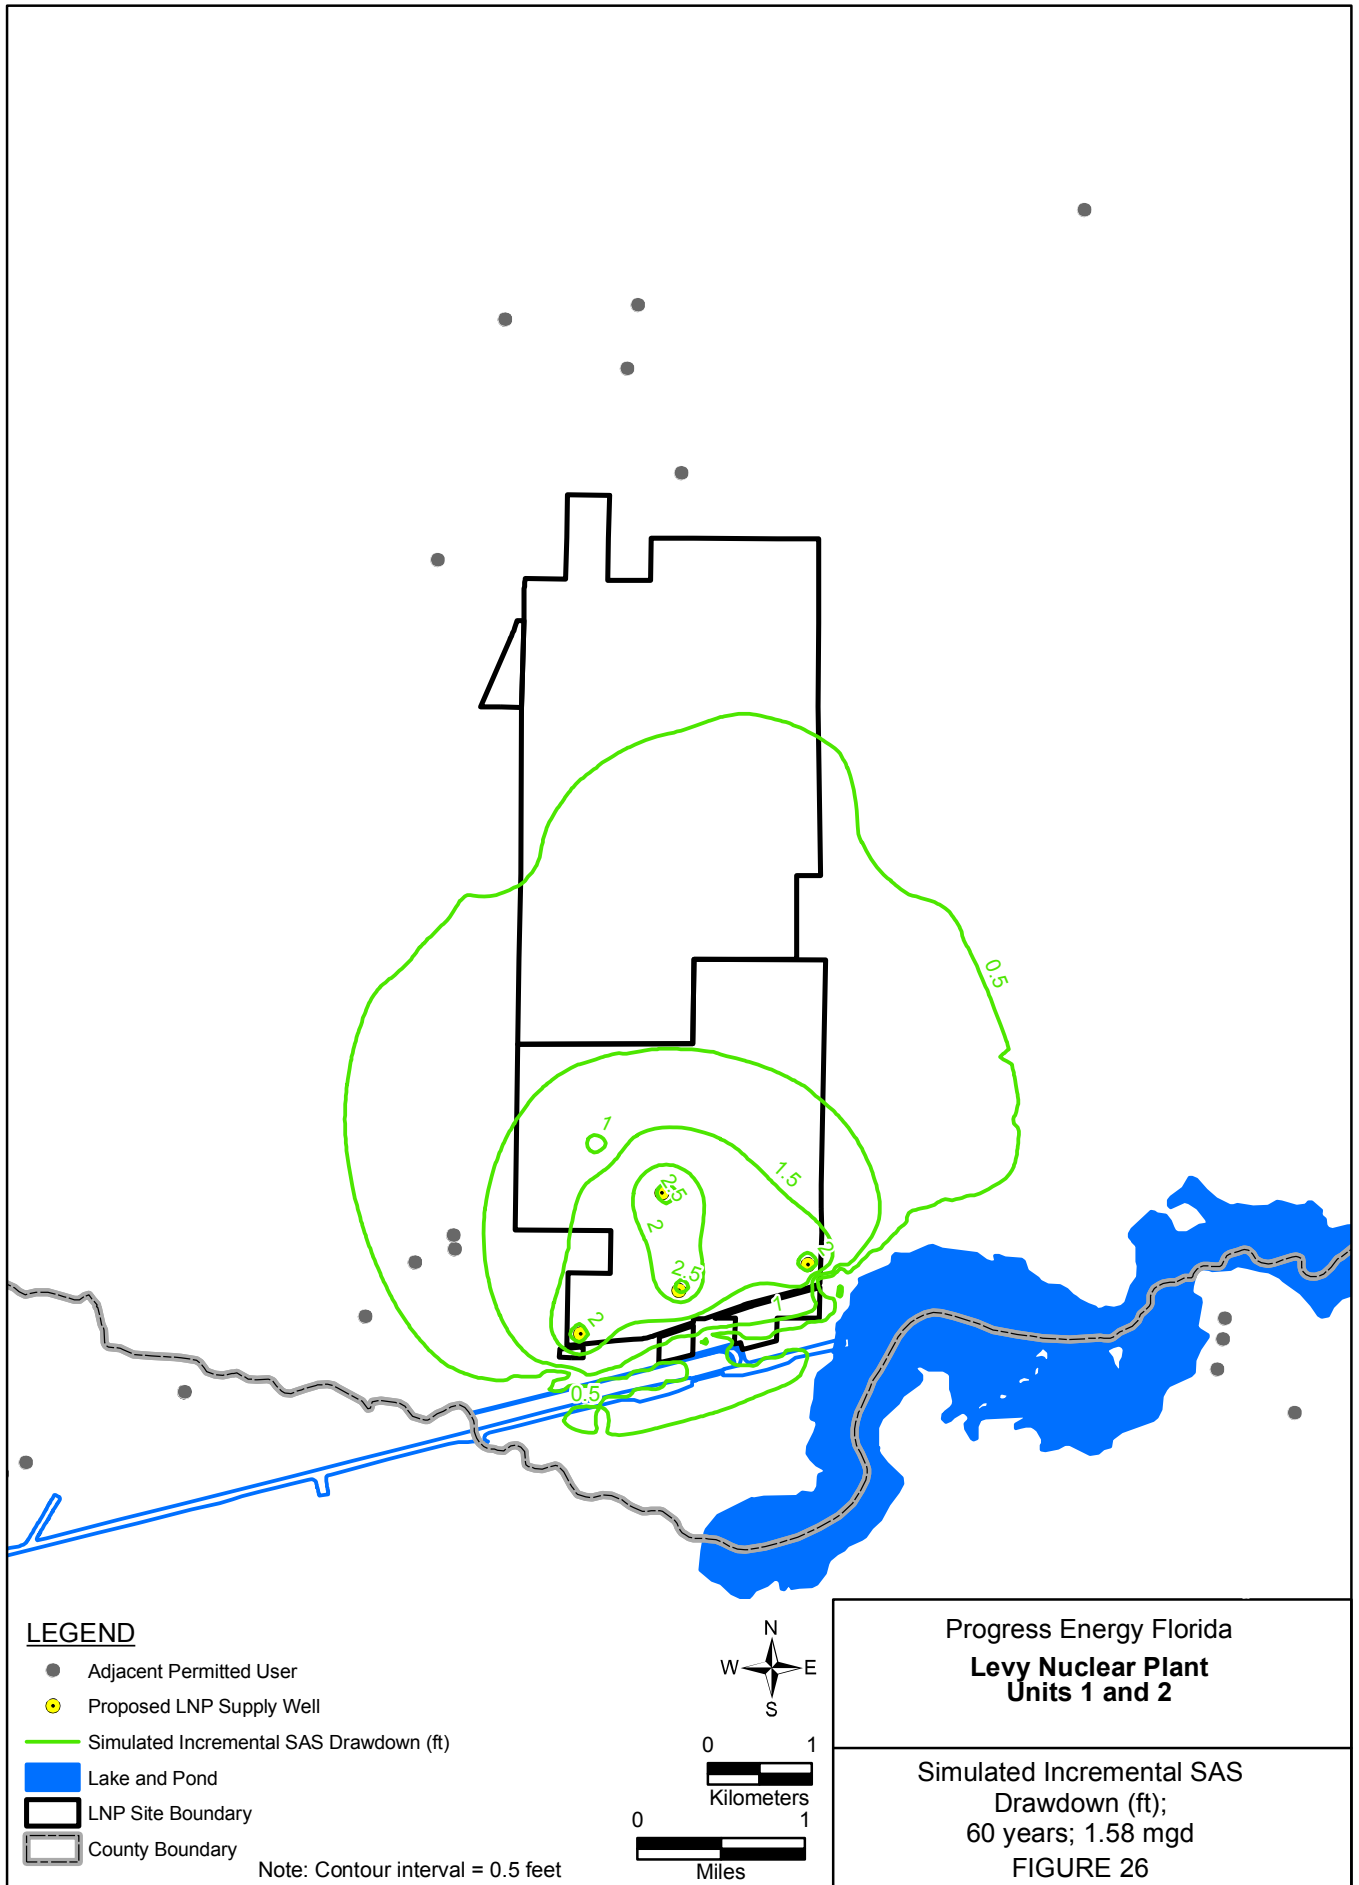 0.5
1
1.5
2.5
2
2.5
2
2
1
0.5
LEGEND
Adjacent Permitted User
Proposed LNP Supply Well
Simulated Incremental SAS Drawdown (ft)
Lake and Pond
LNP Site Boundary
County Boundary
Note: Contour interval = 0.5 feet
N
W E
S
0 1
Kilometers
0 1
Miles
Progress Energy Florida
Levy Nuclear Plant
Units 1 and 2
Simulated Incremental SAS
Drawdown (ft);
60 years; 1.58 mgd
FIGURE 26